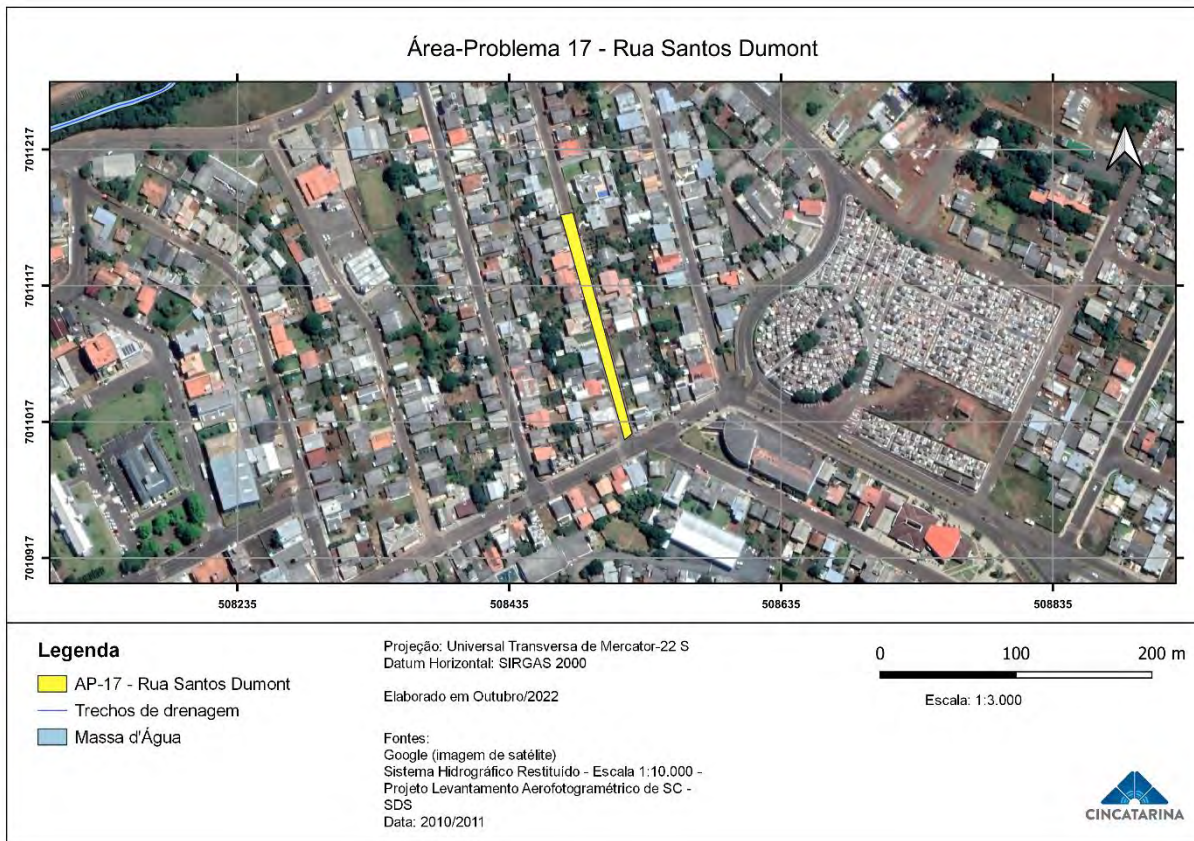 Área-Problema 17 - Rua Santos Dumont
7011217
7011117
7011017
7010917
508235
508435
508635
508835
Legenda
AP-17 - Rua Santos Dumont
Trechos de drenagem
Massa d'Água
Projeção: Universal Transversa de Mercator-22 S
Datum Horizontal: SIRGAS 2000
Elaborado em Outubro/2022
Fontes:
Google (imagem de satélite)
Sistema Hidrográfico Restituído - Escala 1:10.000 -
Projeto Levantamento Aerofotogramétrico de SC -
SDS
Data: 2010/2011
0 100 200 m
Escala: 1:3.000
CINCATARINA